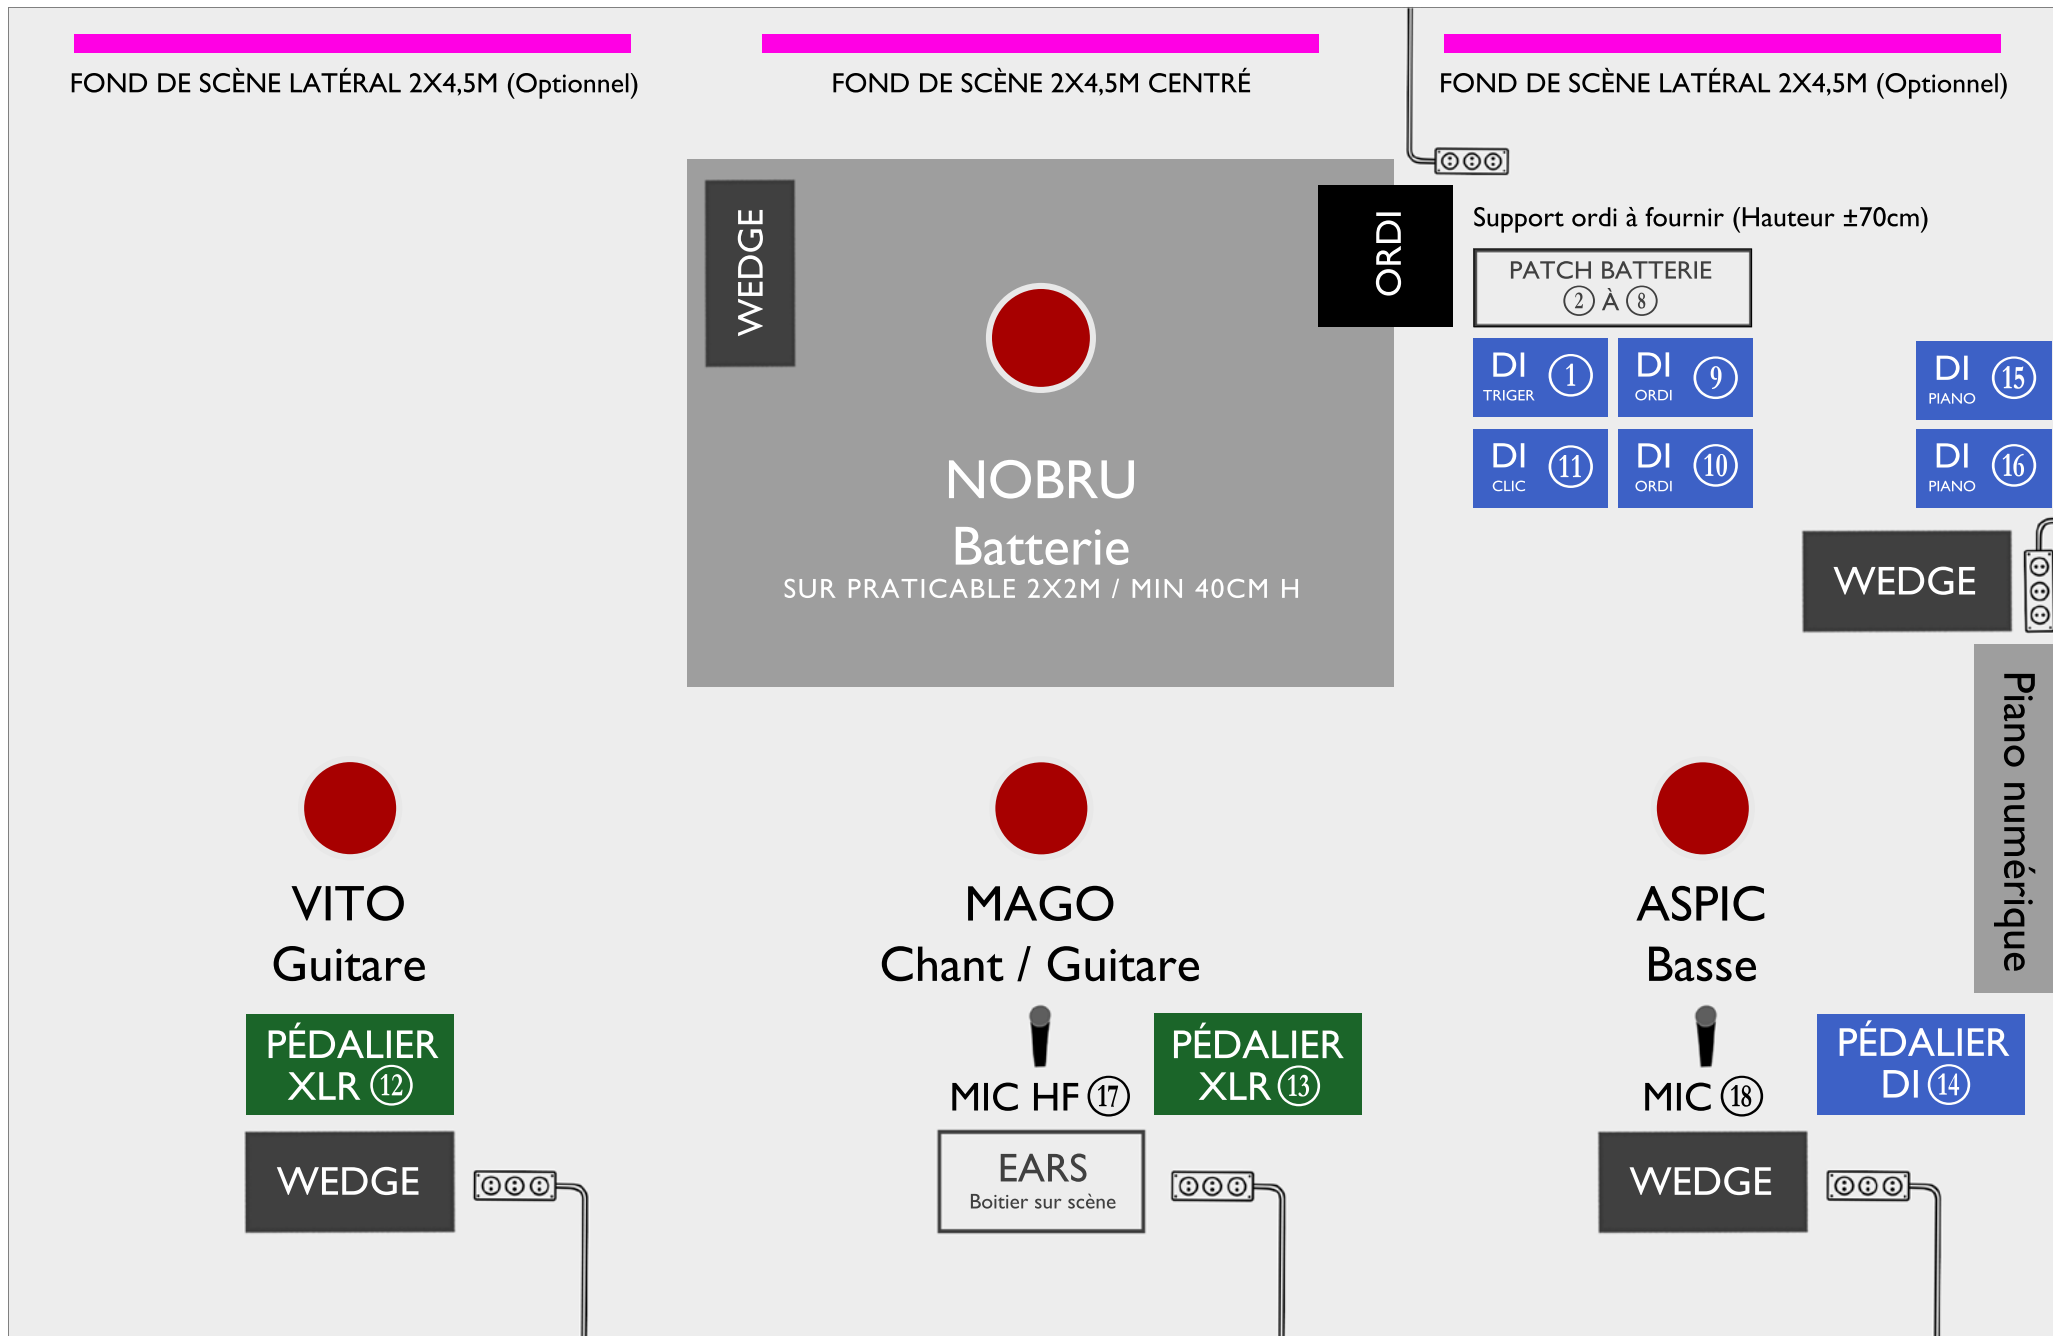 FOND DE SCÈNE LATÉRAL 2X4,5M (Optionnel)
FOND DE SCÈNE 2X4,5M CENTRÉ
FOND DE SCÈNE LATÉRAL 2X4,5M (Optionnel)
WEDGE
ORDI
Support ordi à fournir (Hauteur ±70cm)
PATCH BATTERIE
2 À 8
DI 1
TRIGER
DI 9
ORDI
DI 15
PIANO
DI 11
CLIC
DI 10
ORDI
DI 16
PIANO
NOBRU
Batterie
SUR PRATICABLE 2X2M / MIN 40CM H
WEDGE
Piano numérique
VITO
Guitare
PÉDALIER
XLR 12
WEDGE
MAGO
Chant / Guitare
MIC HF 17
PÉDALIER
XLR 13
EARS
Boitier sur scène
ASPIC
Basse
MIC 18
PÉDALIER
DI 14
WEDGE